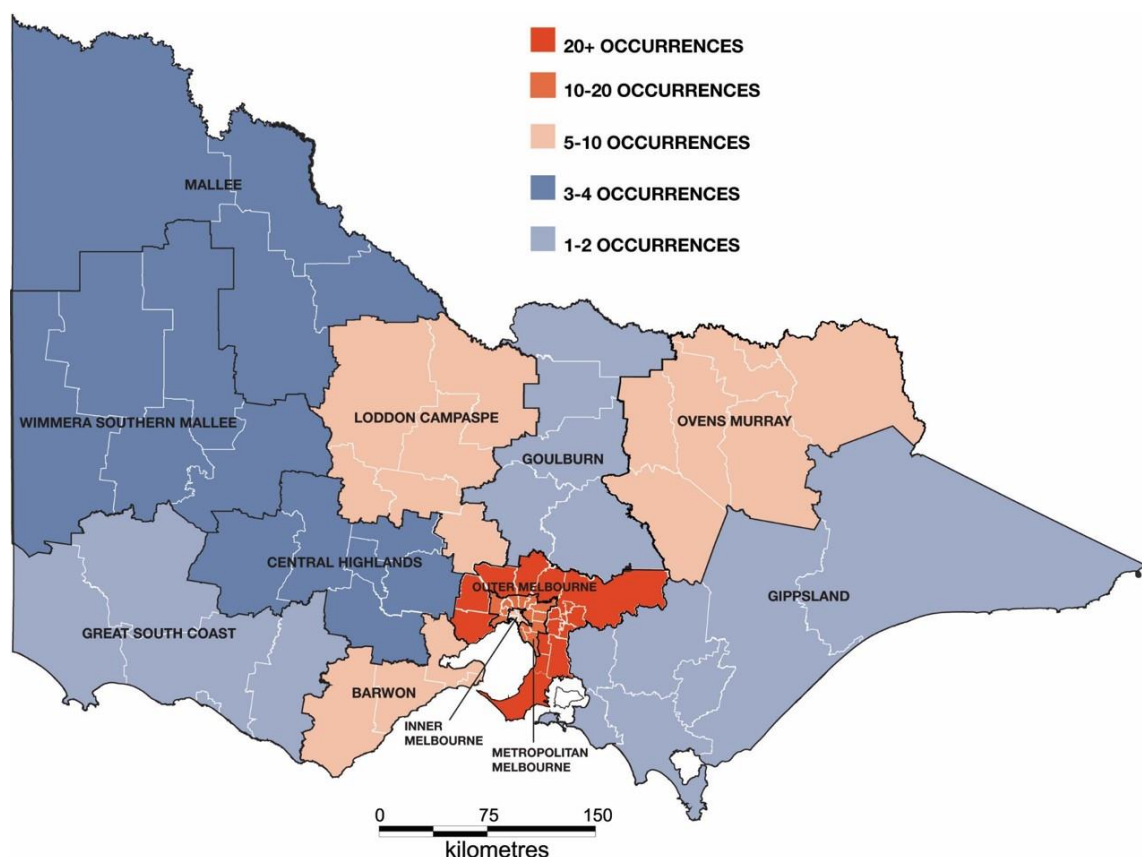 20+ OCCURRENCES
10-20 OCCURRENCES
5-10 OCCURRENCES
3-4 OCCURRENCES
1-2 OCCURRENCES
MALLEE
WIMMERA SOUTHERN MALLEE
LODDON CAMPASPE
OVENS MURRAY
GOULBURN
CENTRAL HIGHLANDS
OUTER MELBOURNE
GIPPSLAND
GREAT SOUTH COAST
BARWON
INNER
MELBOURNE
METROPOLITAN
MELBOURNE
0 75 150
kilometres